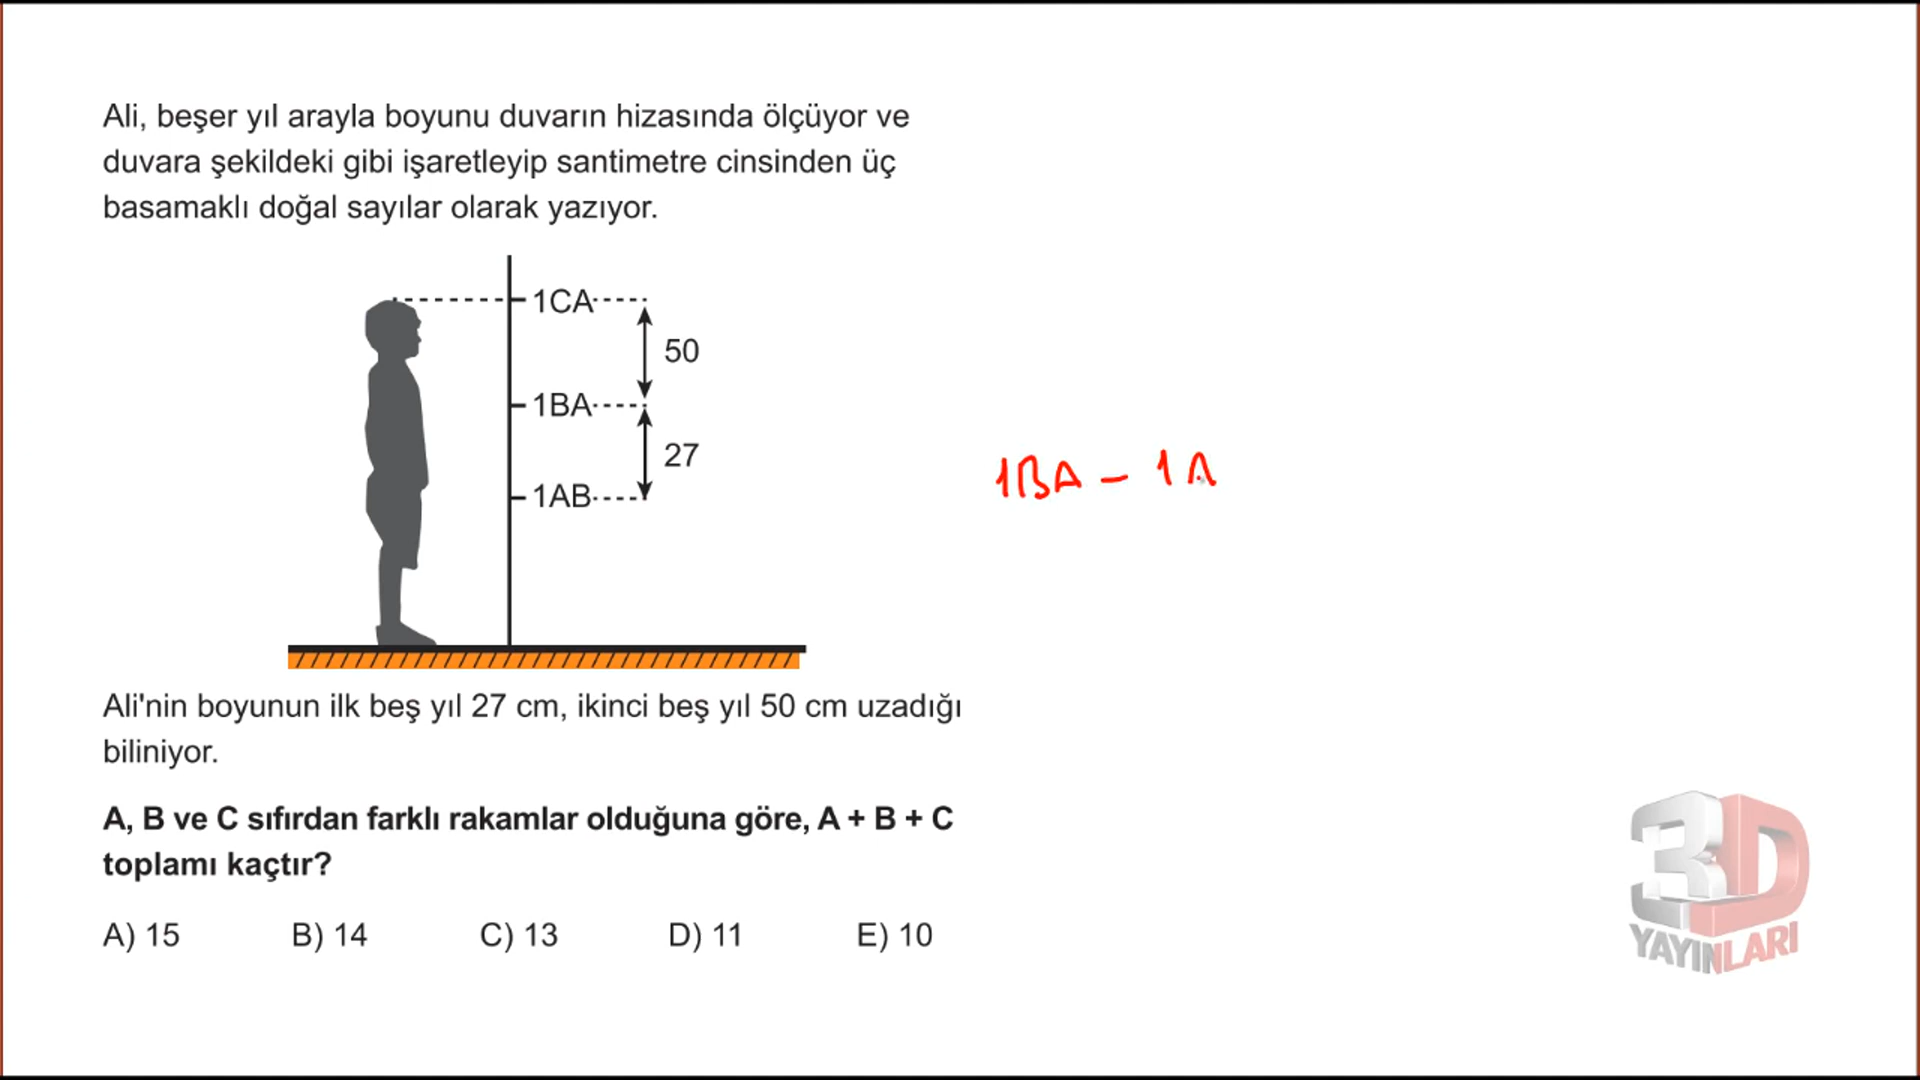 Ali, beşer yıl arayla boyunu duvarın hizasında ölçüyor ve
duvara şekildeki gibi işaretleyip santimetre cinsinden üç
basamaklı doğal sayılar olarak yazıyor.
1CA
50
1BA
27
1AB
1BA - 1A
Ali'nin boyunun ilk beş yıl 27 cm, ikinci beş yıl 50 cm uzadığı
biliniyor.
A, B ve C sıfırdan farklı rakamlar olduğuna göre, A + B + C
toplamı kaçtır?
A) 15 B) 14 C) 13 D) 11 E) 10
3D
YAYINLARI